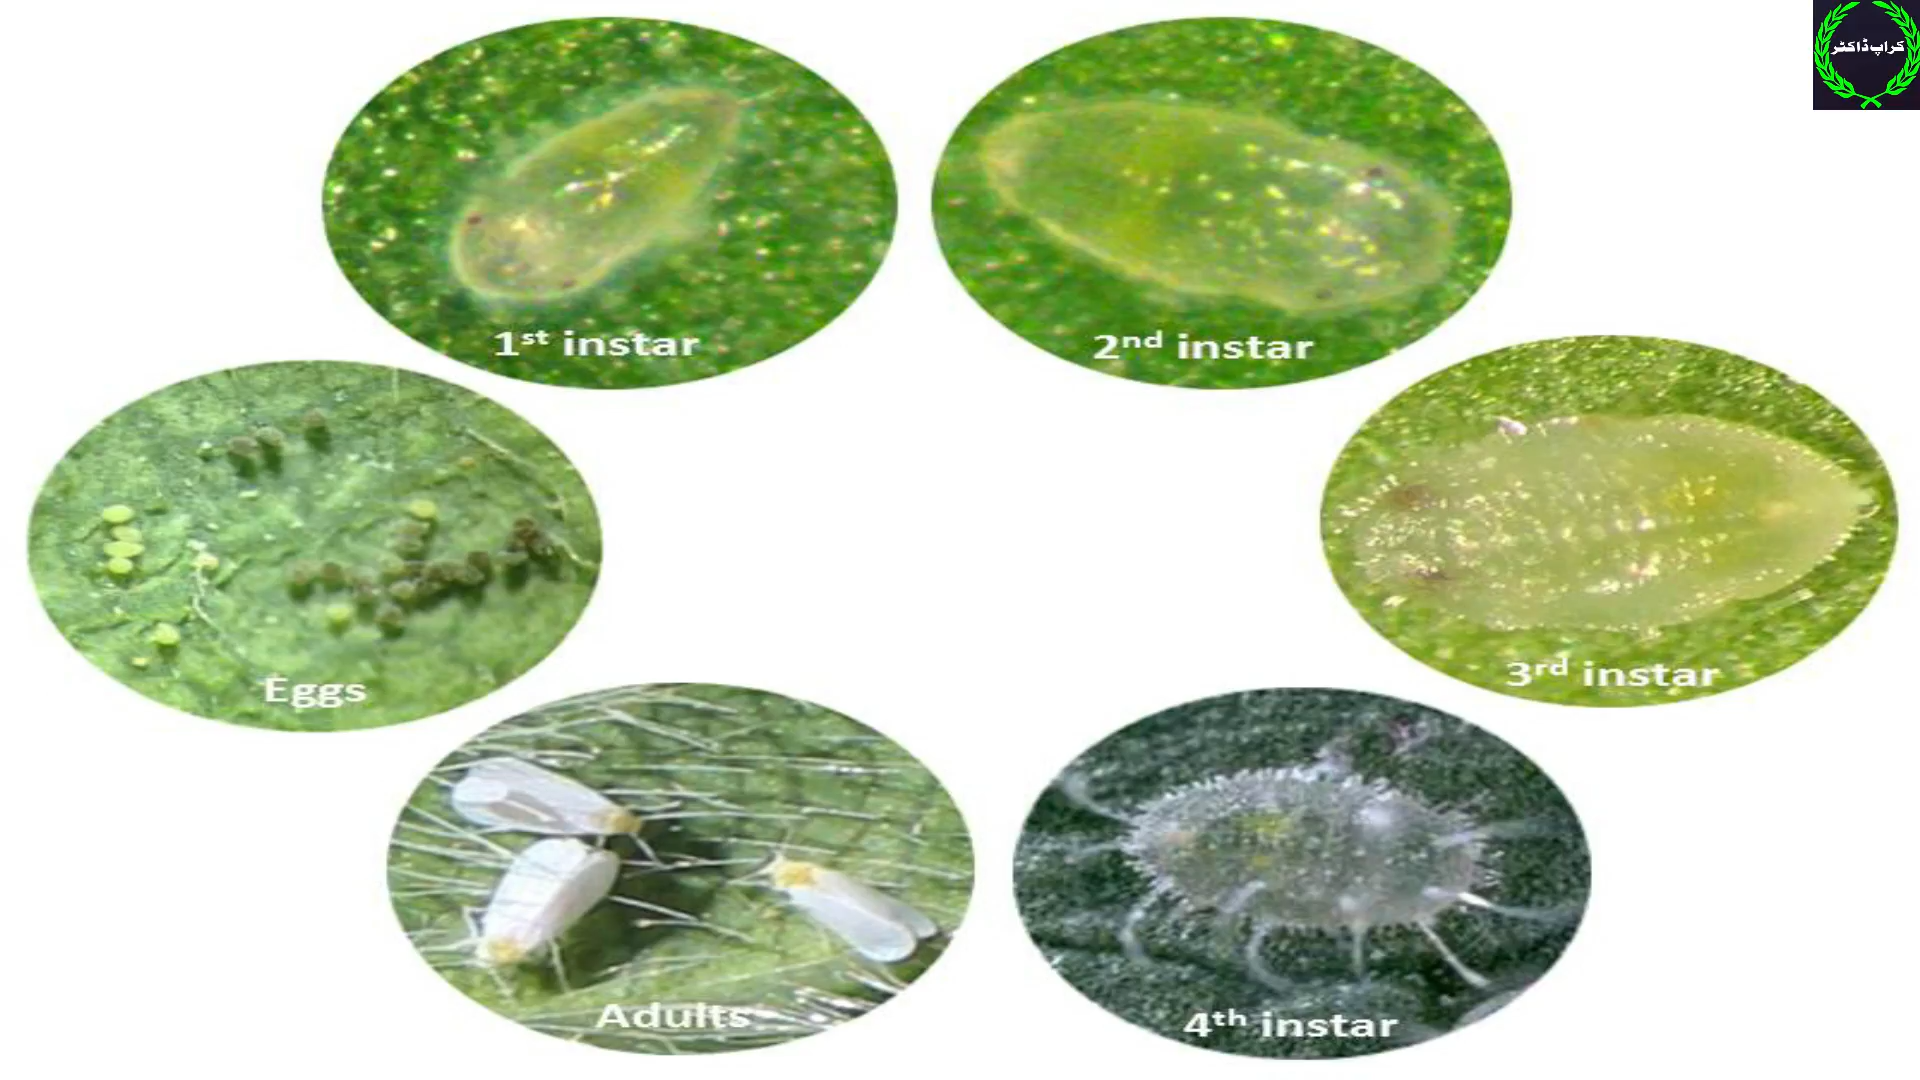 کراپ ڈاکٹر
1st instar
2nd instar
3rd instar
Eggs
Adults
4th instar